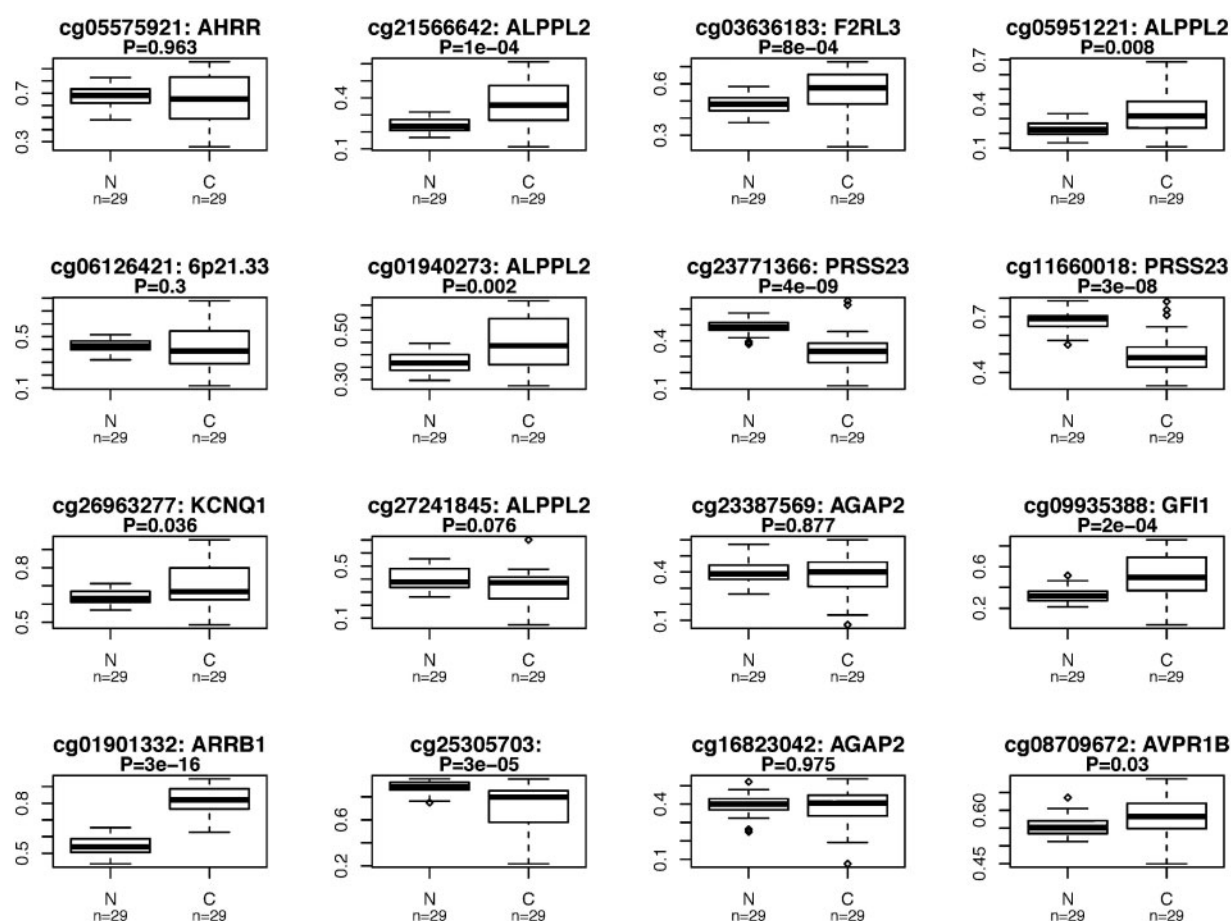 cg05575921: AHRR
P=0.963
0.7
0.3
N C
n=29 n=29
cg21566642: ALPPL2
P=1e−04
0.4
0.1
N C
n=29 n=29
cg03636183: F2RL3
P=8e−04
0.6
0.3
N C
n=29 n=29
cg05951221: ALPPL2
P=0.008
0.7
0.4
0.1
N C
n=29 n=29
cg06126421: 6p21.33
P=0.3
0.5
0.1
N C
n=29 n=29
cg01940273: ALPPL2
P=0.002
0.50
0.30
N C
n=29 n=29
cg23771366: PRSS23
P=4e−09
0.4
0.1
N C
n=29 n=29
cg11660018: PRSS23
P=3e−08
0.7
0.4
N C
n=29 n=29
cg26963277: KCNQ1
P=0.036
0.8
0.5
N C
n=29 n=29
cg27241845: ALPPL2
P=0.076
0.5
0.1
N C
n=29 n=29
cg23387569: AGAP2
P=0.877
0.4
0.1
N C
n=29 n=29
cg09935388: GFI1
P=2e−04
0.6
0.2
N C
n=29 n=29
cg01901332: ARRB1
P=3e−16
0.8
0.5
N C
n=29 n=29
cg25305703:
P=3e−05
0.6
0.2
N C
n=29 n=29
cg16823042: AGAP2
P=0.975
0.4
0.1
N C
n=29 n=29
cg08709672: AVPR1B
P=0.03
0.60
0.45
N C
n=29 n=29